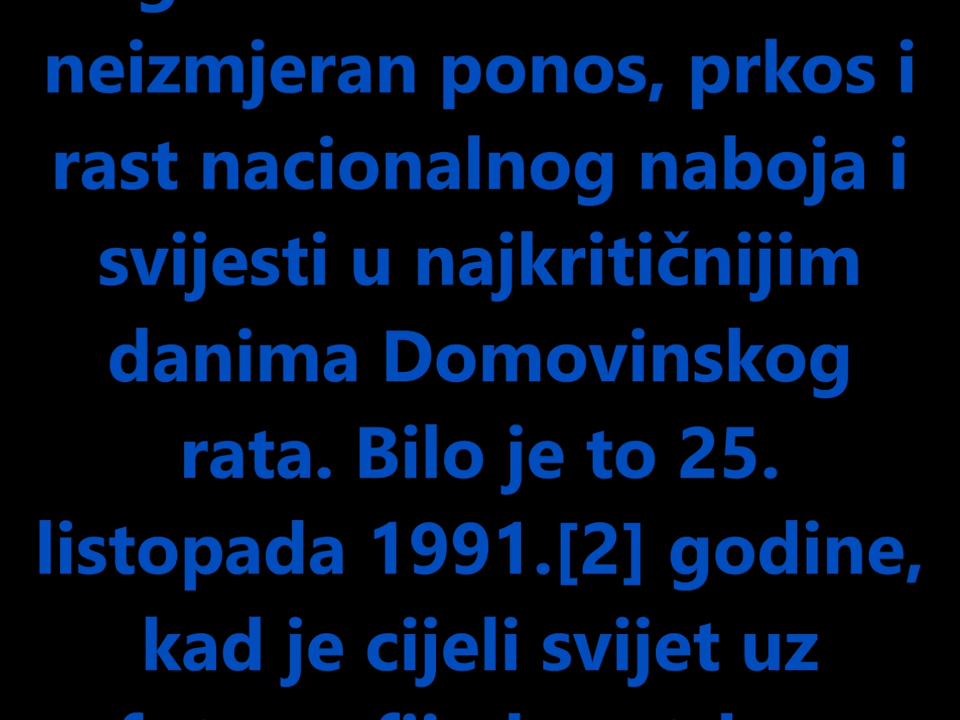 neizmjeran ponos, prkos i
rast nacionalnog naboja i
svijesti u najkritičnijim
danima Domovinskog
rata. Bilo je to 25.
listopada 1991.[2] godine,
kad je cijeli svijet uz